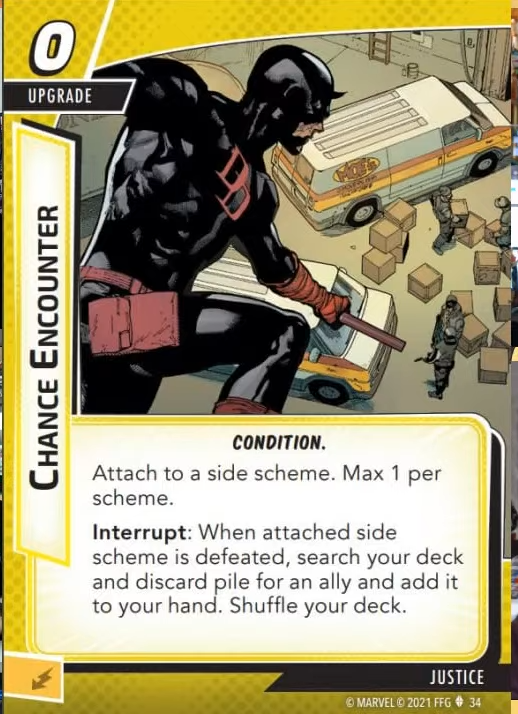 0
UPGRADE
CHANCE ENCOUNTER
CONDITION.
Attach to a side scheme. Max 1 per
scheme.
Interrupt: When attached side
scheme is defeated, search your deck
and discard pile for an ally and add it
to your hand. Shuffle your deck.
JUSTICE
© MARVEL © 2021 FFG 34